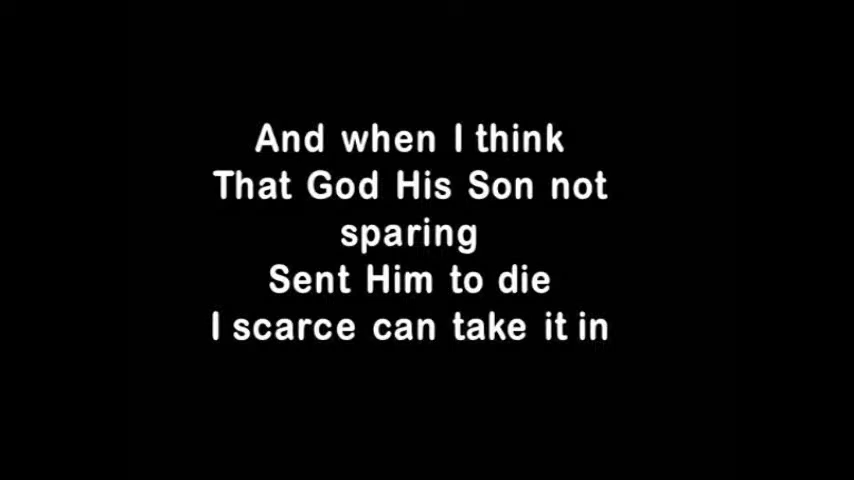 And when I think
That God His Son not
sparing
Sent Him to die
I scarce can take it in